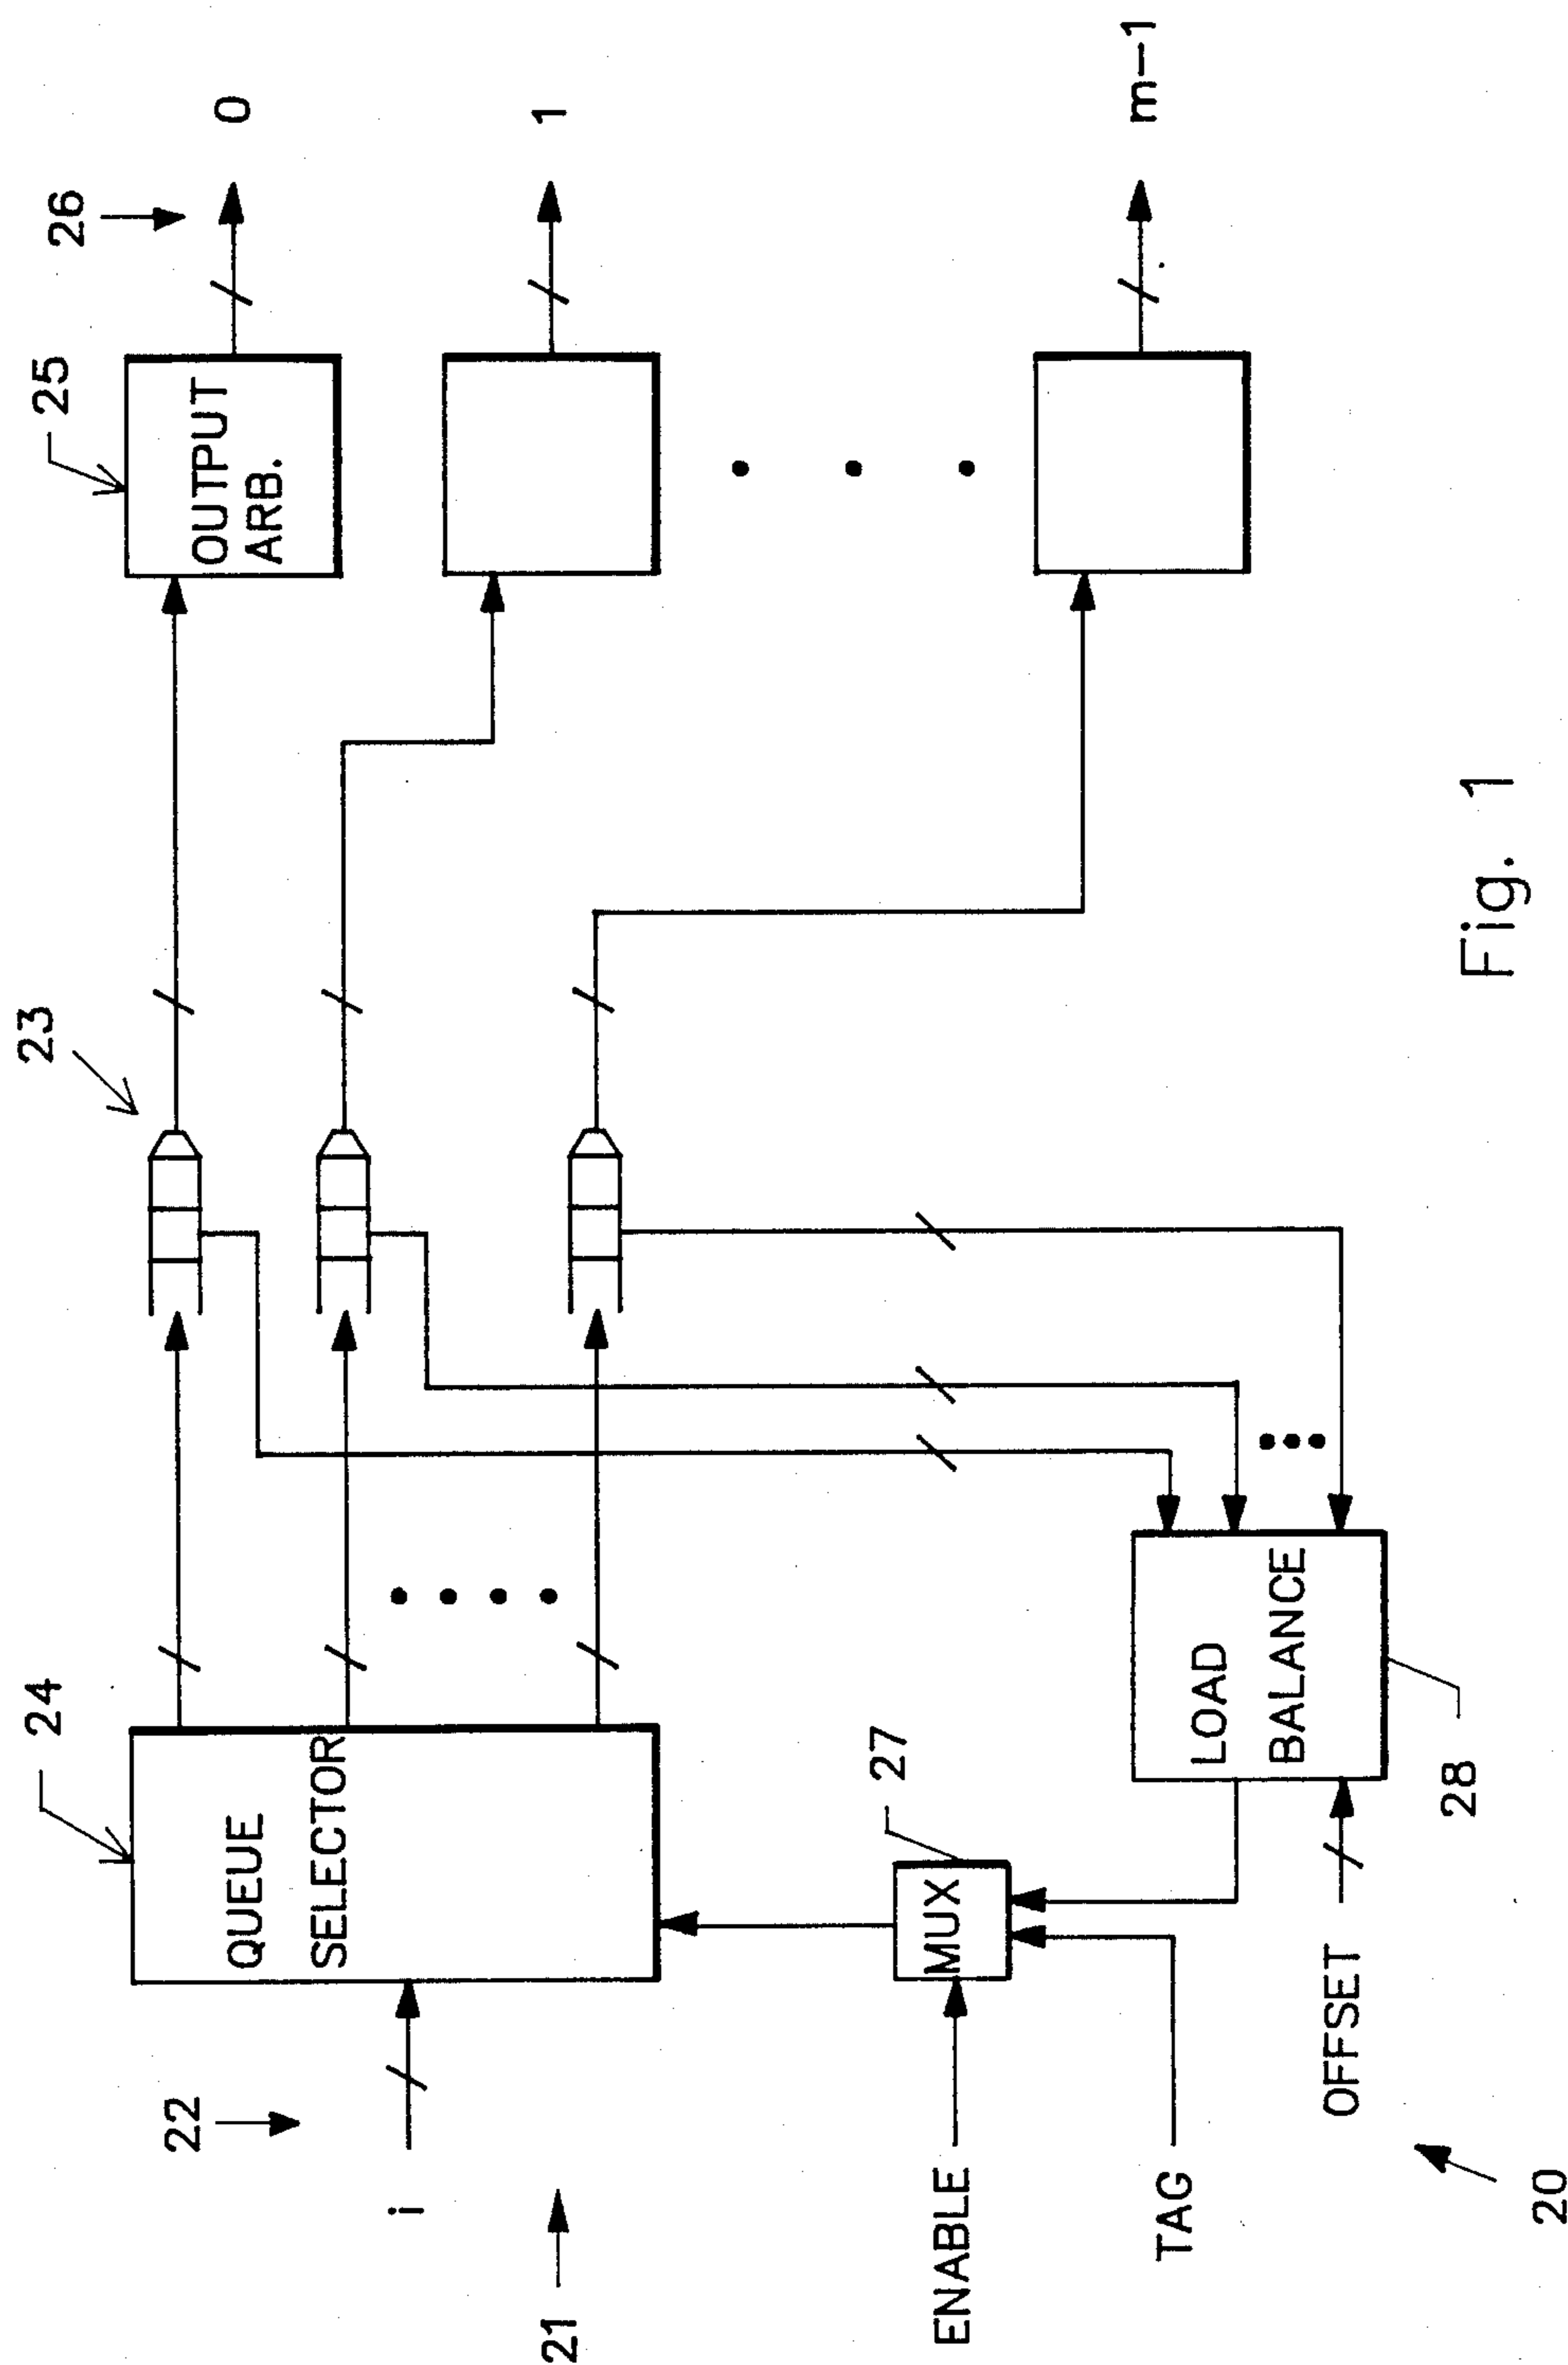 26
0
25
OUTPUT
ARB.
1
m-1
23
24
QUEUE
SELECTOR
22
i
21
27
MUX
ENABLE
TAG
LOAD
BALANCE
28
OFFSET
20
Fig. 1